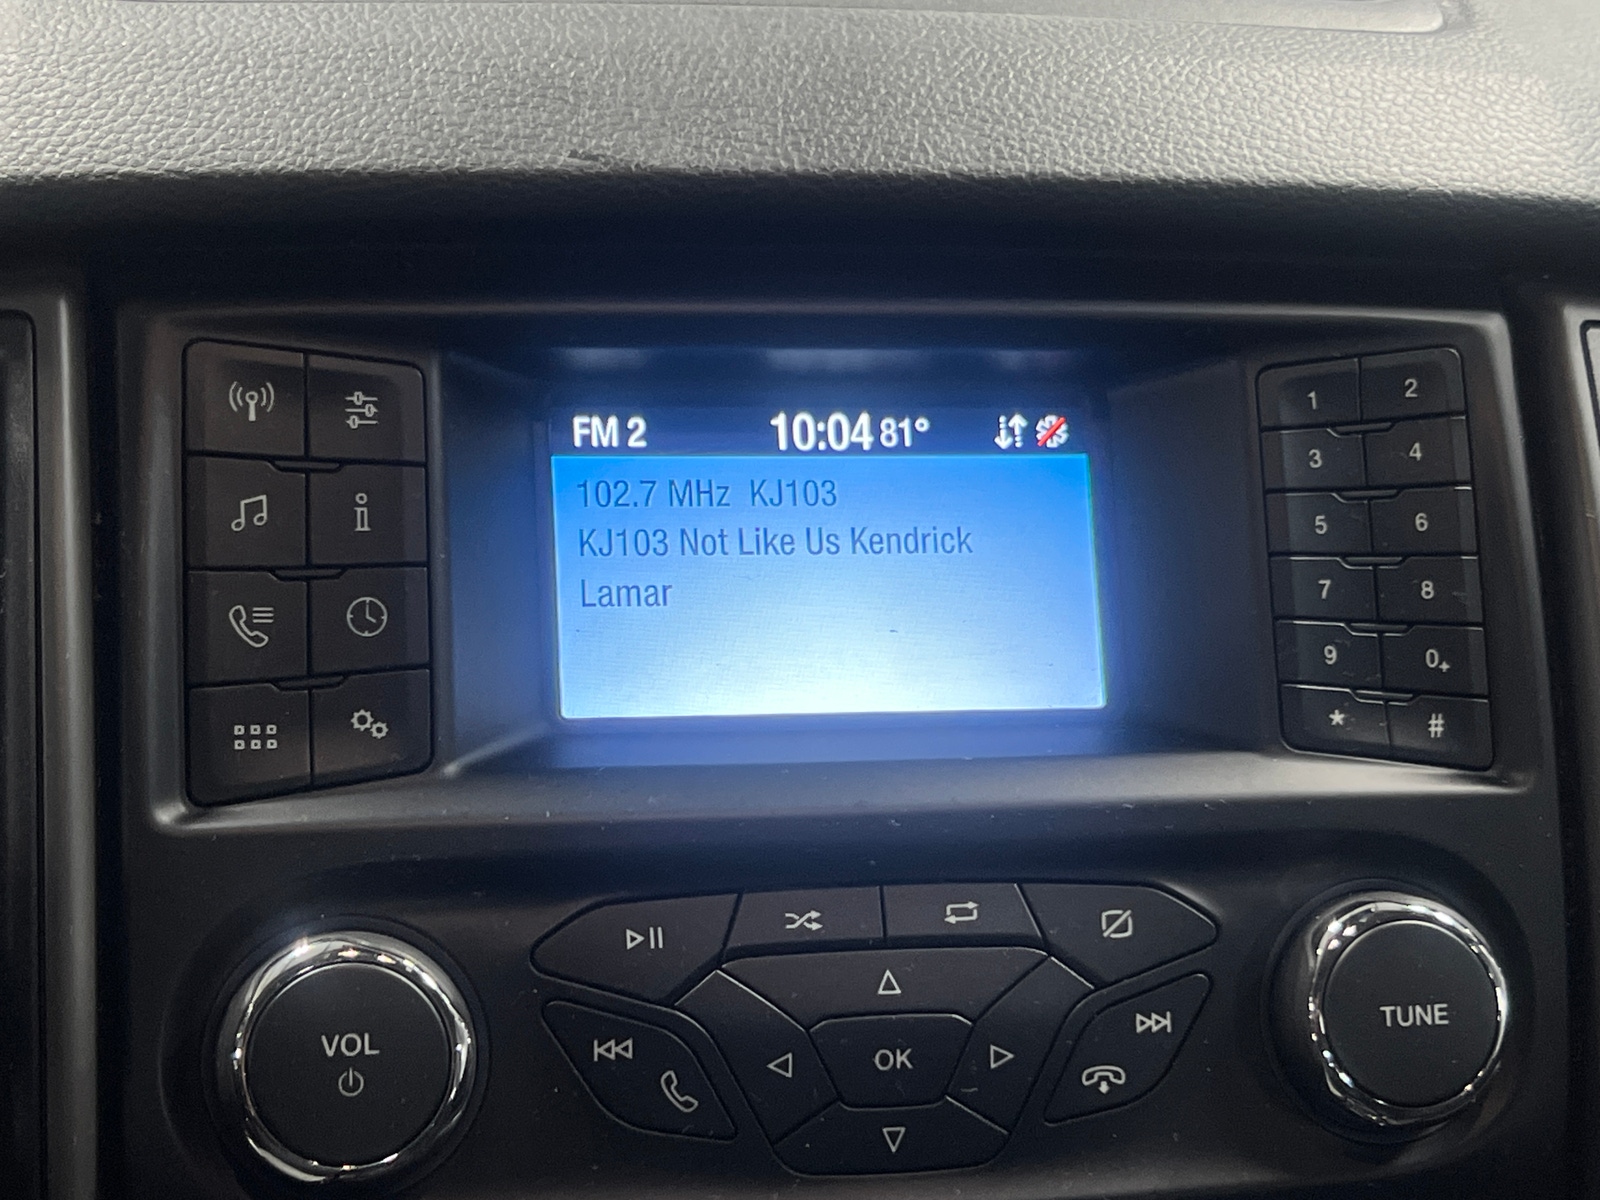 FM 2 10:04 81°
102.7 MHz KJ103
KJ103 Not Like Us Kendrick
Lamar
1 2
3 4
5 6
7 8
9 0+
* #
VOL
OK
TUNE